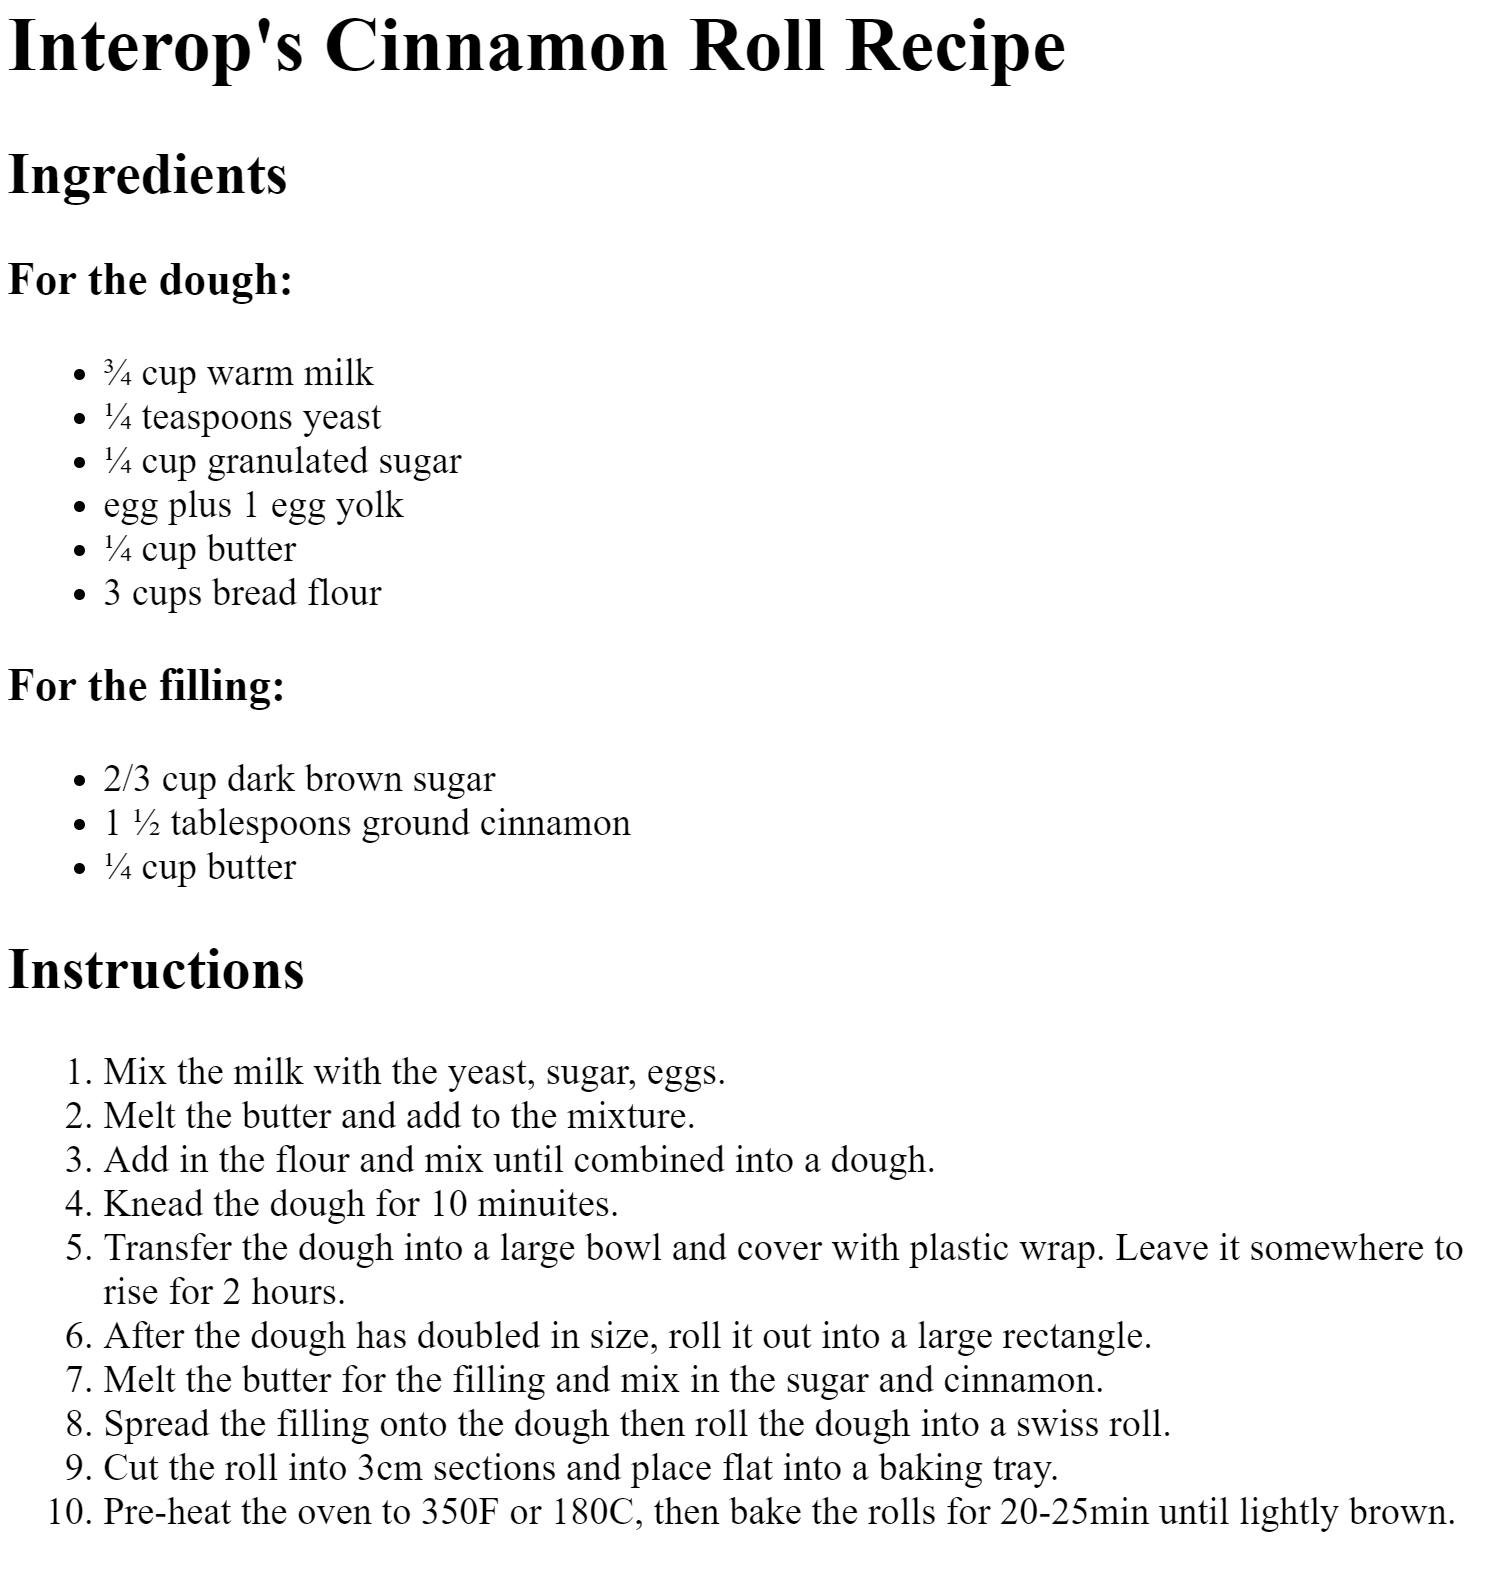 Interop's Cinnamon Roll Recipe
Ingredients
For the dough:
• ¾ cup warm milk
• ¼ teaspoons yeast
• ¼ cup granulated sugar
• egg plus 1 egg yolk
• ¼ cup butter
• 3 cups bread flour
For the filling:
• 2/3 cup dark brown sugar
• 1 ½ tablespoons ground cinnamon
• ¼ cup butter
Instructions
1. Mix the milk with the yeast, sugar, eggs.
2. Melt the butter and add to the mixture.
3. Add in the flour and mix until combined into a dough.
4. Knead the dough for 10 minuites.
5. Transfer the dough into a large bowl and cover with plastic wrap. Leave it somewhere to
rise for 2 hours.
6. After the dough has doubled in size, roll it out into a large rectangle.
7. Melt the butter for the filling and mix in the sugar and cinnamon.
8. Spread the filling onto the dough then roll the dough into a swiss roll.
9. Cut the roll into 3cm sections and place flat into a baking tray.
10. Pre-heat the oven to 350F or 180C, then bake the rolls for 20-25min until lightly brown.